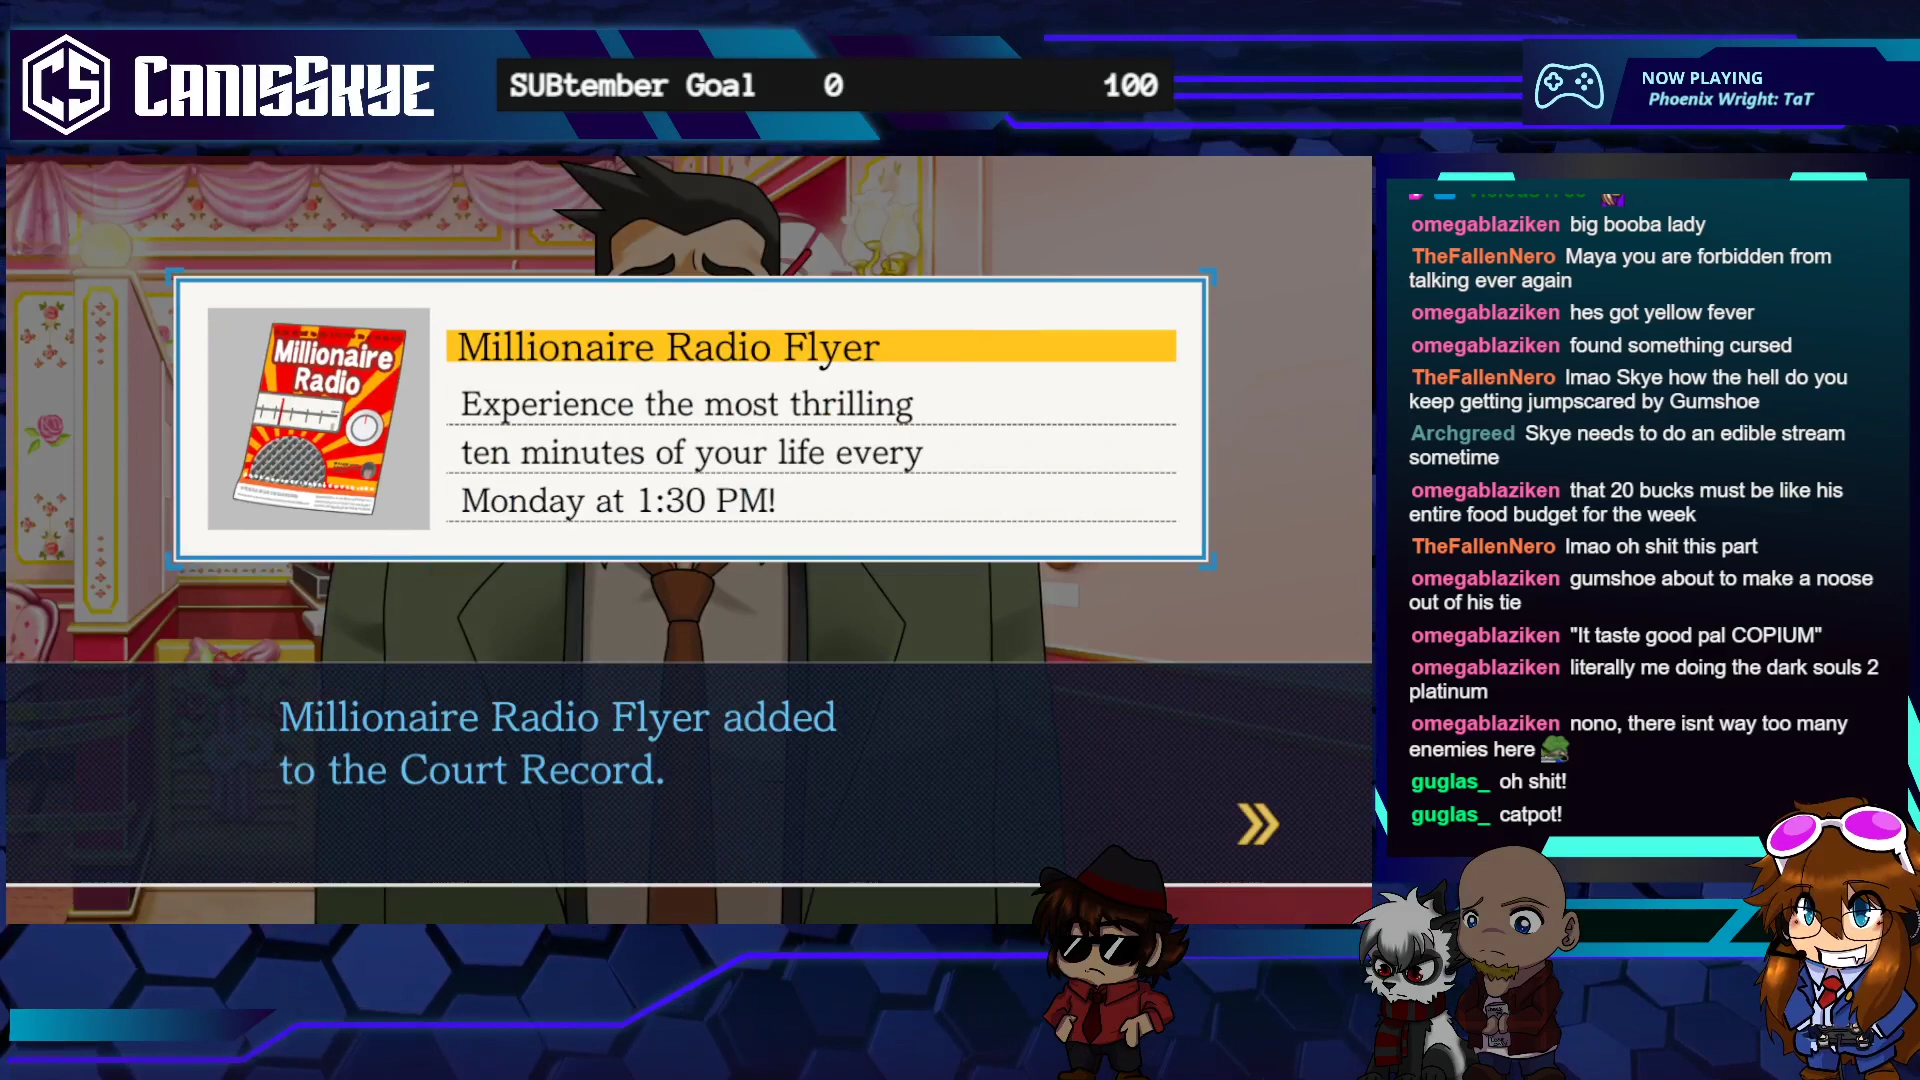 CS CANISSKYE
SUBtember Goal 0 100
NOW PLAYING
Phoenix Wright: TaT
Millionaire
Radio
Millionaire Radio Flyer
Experience the most thrilling
ten minutes of your life every
Monday at 1:30 PM!
Millionaire Radio Flyer added
to the Court Record.
omegablaziken big booba lady
TheFallenNero Maya you are forbidden from
talking ever again
omegablaziken hes got yellow fever
omegablaziken found something cursed
TheFallenNero lmao Skye how the hell do you
keep getting jumpscared by Gumshoe
Archgreed Skye needs to do an edible stream
sometime
omegablaziken that 20 bucks must be like his
entire food budget for the week
TheFallenNero lmao oh shit this part
omegablaziken gumshoe about to make a noose
out of his tie
omegablaziken "It taste good pal COPIUM"
omegablaziken literally me doing the dark souls 2
platinum
omegablaziken nono, there isnt way too many
enemies here
guglas_ oh shit!
guglas_ catpot!